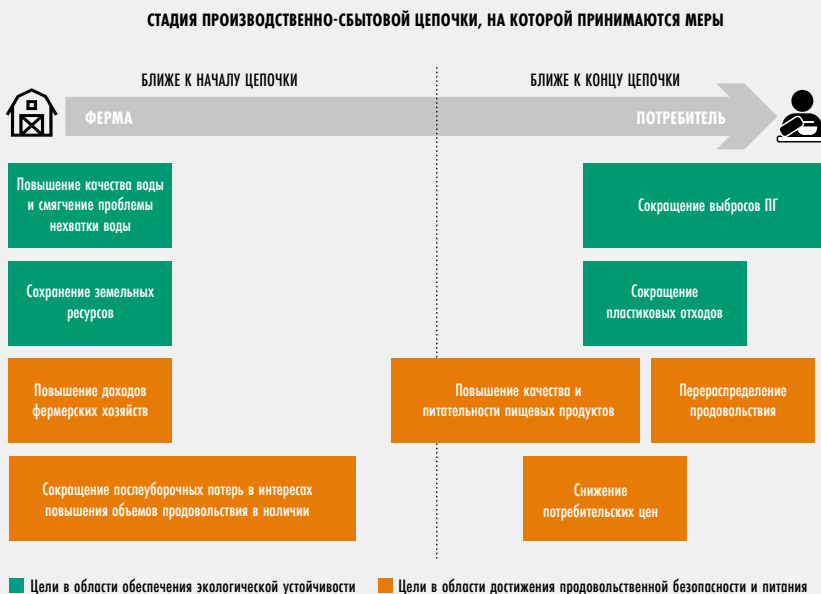 СТАДИЯ ПРОИЗВОДСТВЕННО-СБЫТОВОЙ ЦЕПОЧКИ, НА КОТОРОЙ ПРИНИМАЮТСЯ МЕРЫ
БЛИЖЕ К НАЧАЛУ ЦЕПОЧКИ
БЛИЖЕ К КОНЦУ ЦЕПОЧКИ
ФЕРМА
ПОТРЕБИТЕЛЬ
Повышение качества воды
и смягчение проблемы
нехватки воды
Сокращение выбросов ПГ
Сохранение земельных
ресурсов
Сокращение
пластиковых отходов
Повышение доходов
фермерских хозяйств
Повышение качества и
питательности пищевых продуктов
Перераспределение
продовольствия
Сокращение послеуборочных потерь в интересах
повышения объемов продовольствия в наличии
Снижение
потребительских цен
Цели в области обеспечения экологической устойчивости
Цели в области достижения продовольственной безопасности и питания